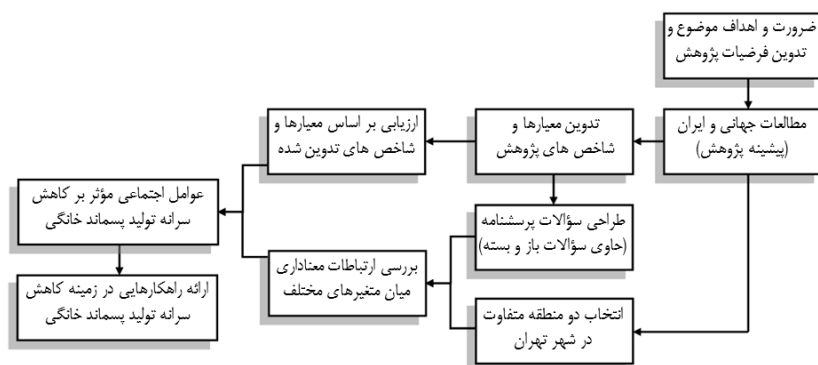 ضرورت و اهداف موضوع و
تدوین فرضیات پژوهش
مطالعات جهانی و ایران
(پیشینه پژوهش)
تدوین معیارها و
شاخص های پژوهش
ارزیابی بر اساس معیارها و
شاخص های تدوین شده
طراحی سؤالات پرسشنامه
(حاوی سؤالات باز و بسته)
انتخاب دو منطقه متفاوت
در شهر تهران
بررسی ارتباطات معناداری
میان متغیرهای مختلف
عوامل اجتماعی مؤثر بر کاهش
سرانه تولید پسماند خانگی
ارائه راهکارهایی در زمینه کاهش
سرانه تولید پسماند خانگی